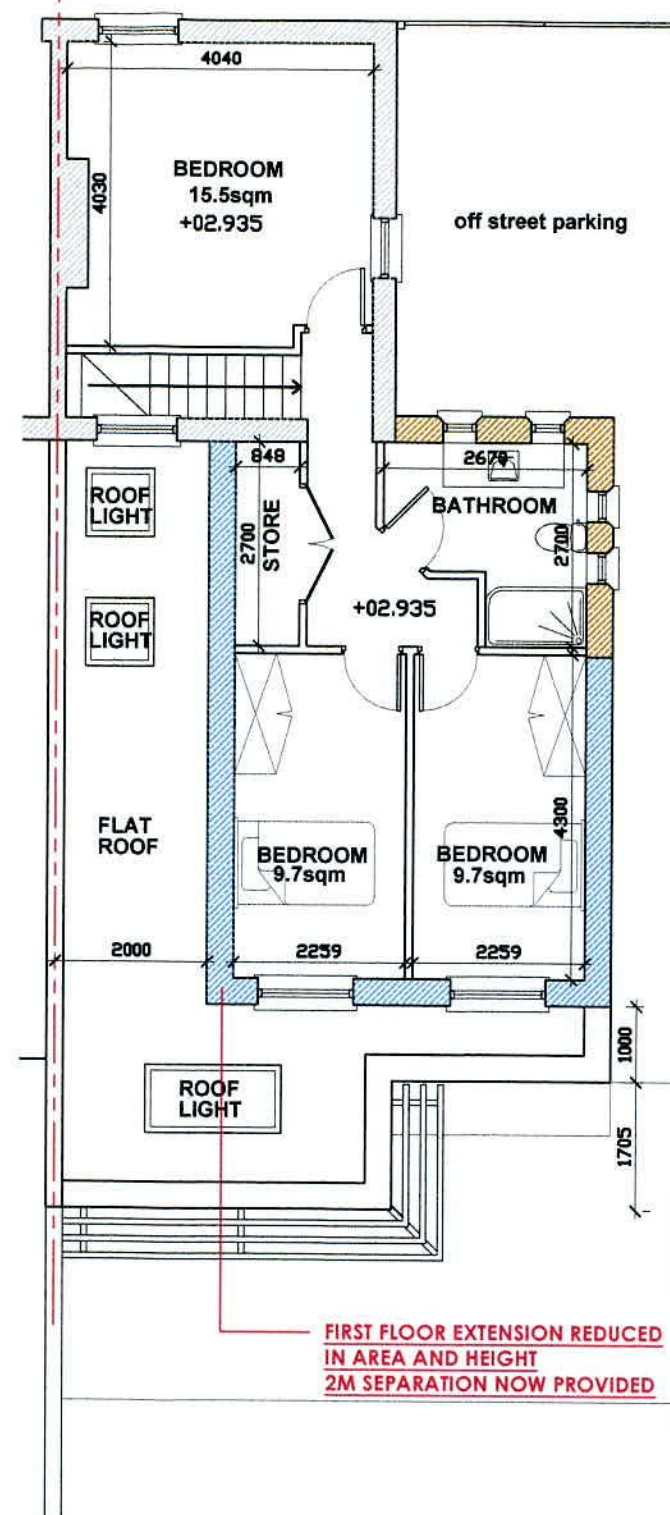 4040
4030
BEDROOM
15.5sqm
+02.935
off street parking
848
2670
ROOF
LIGHT
2700
STORE
BATHROOM
2700
ROOF
LIGHT
+02.935
FLAT
ROOF
4300
BEDROOM
9.7sqm
BEDROOM
9.7sqm
2000
2259
2259
1000
ROOF
LIGHT
1705
FIRST FLOOR EXTENSION REDUCED
IN AREA AND HEIGHT
2M SEPARATION NOW PROVIDED